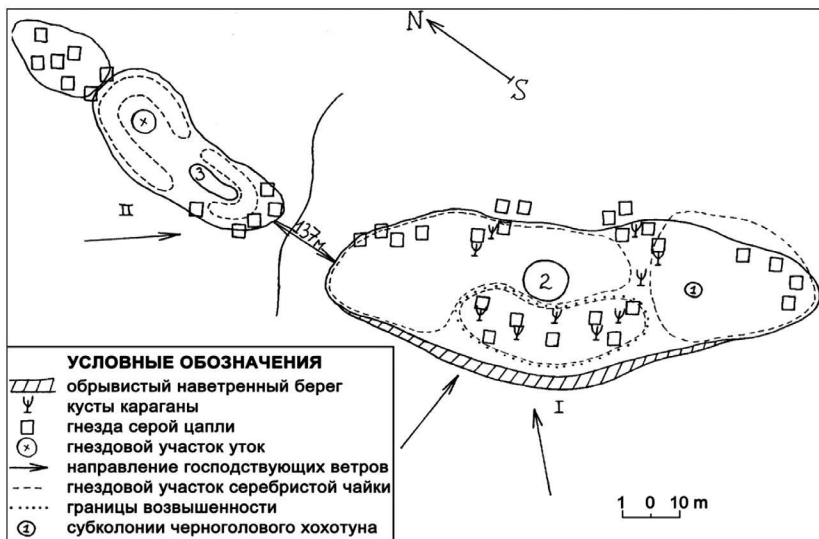 N
S
3
II
137м
2
1
I
УСЛОВНЫЕ ОБОЗНАЧЕНИЯ
обрывистый наветренный берег
кусты караганы
гнезда серой цапли
гнездовой участок уток
направление господствующих ветров
гнездовой участок серебристой чайки
границы возвышенности
1 субколонии черноголового хохотуна
1 0 10 m